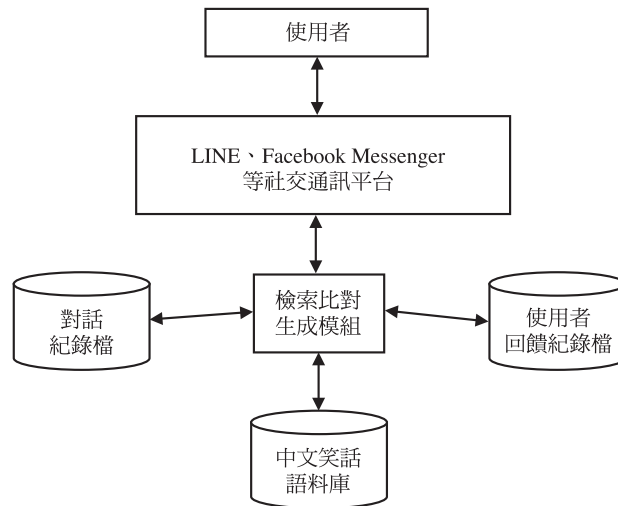 使用者
LINE、Facebook Messenger
等社交通訊平台
對話
紀錄檔
檢索比對
生成模組
使用者
回饋紀錄檔
中文笑話
語料庫